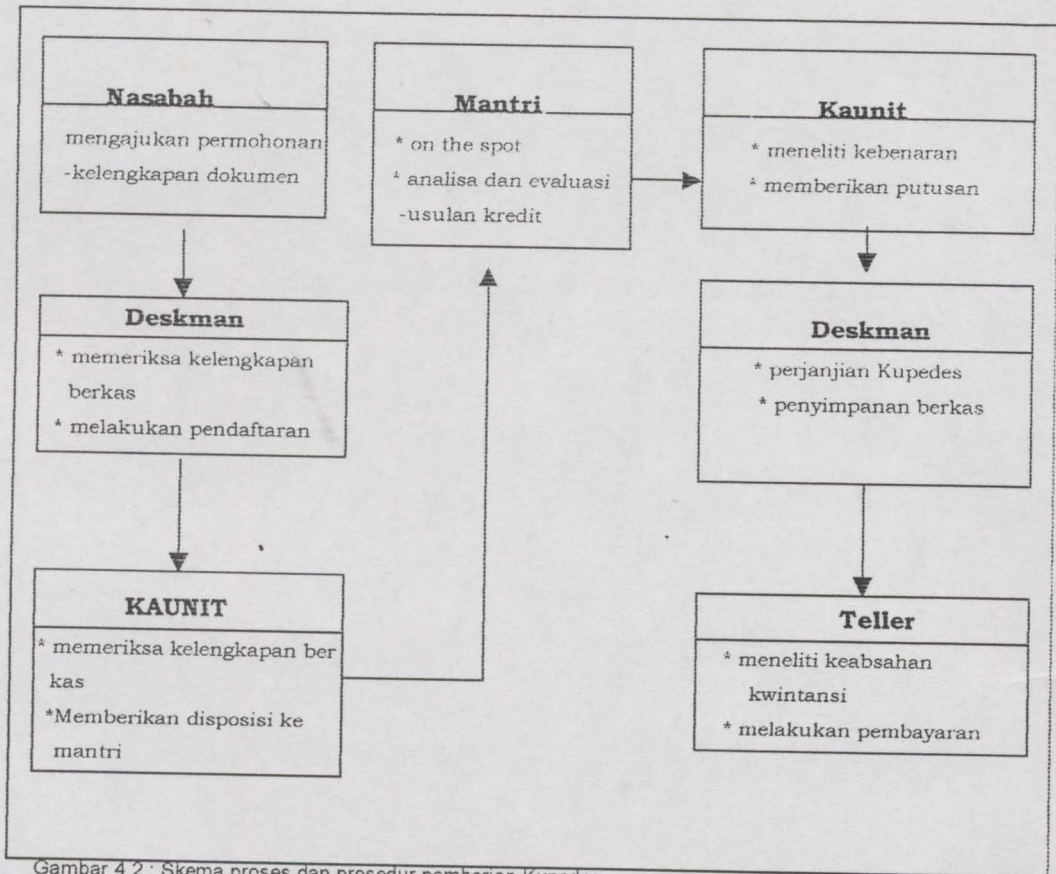 Nasabah
mengajukan permohonan
-kelengkapan dokumen
Deskman
* memeriksa kelengkapan
berkas
* melakukan pendaftaran
KAUNIT
* memeriksa kelengkapan ber
kas
*Memberikan disposisi ke
mantri
Mantri
* on the spot
* analisa dan evaluasi
-usulan kredit
Kaunit
* meneliti kebenaran
* memberikan putusan
Deskman
* perjanjian Kupedes
* penyimpanan berkas
Teller
* meneliti keabsahan
kwintansi
* melakukan pembayaran
Gambar 4.2 : Skema proses dan prosedur pemberian Kupedes